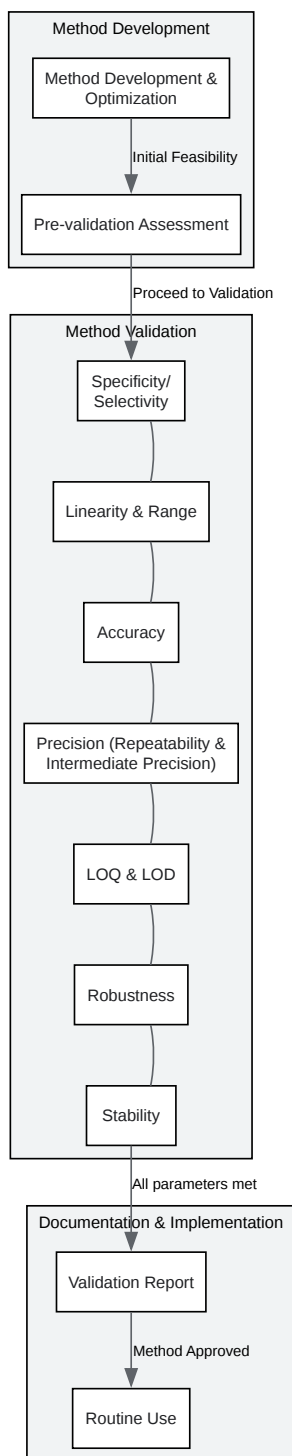 Method Development
Method Development &
Optimization
Initial Feasibility
Pre-validation Assessment
Proceed to Validation
Method Validation
Specificity/
Selectivity
Linearity & Range
Accuracy
Precision (Repeatability &
Intermediate Precision)
LOQ & LOD
Robustness
Stability
All parameters met
Documentation & Implementation
Validation Report
Method Approved
Routine Use